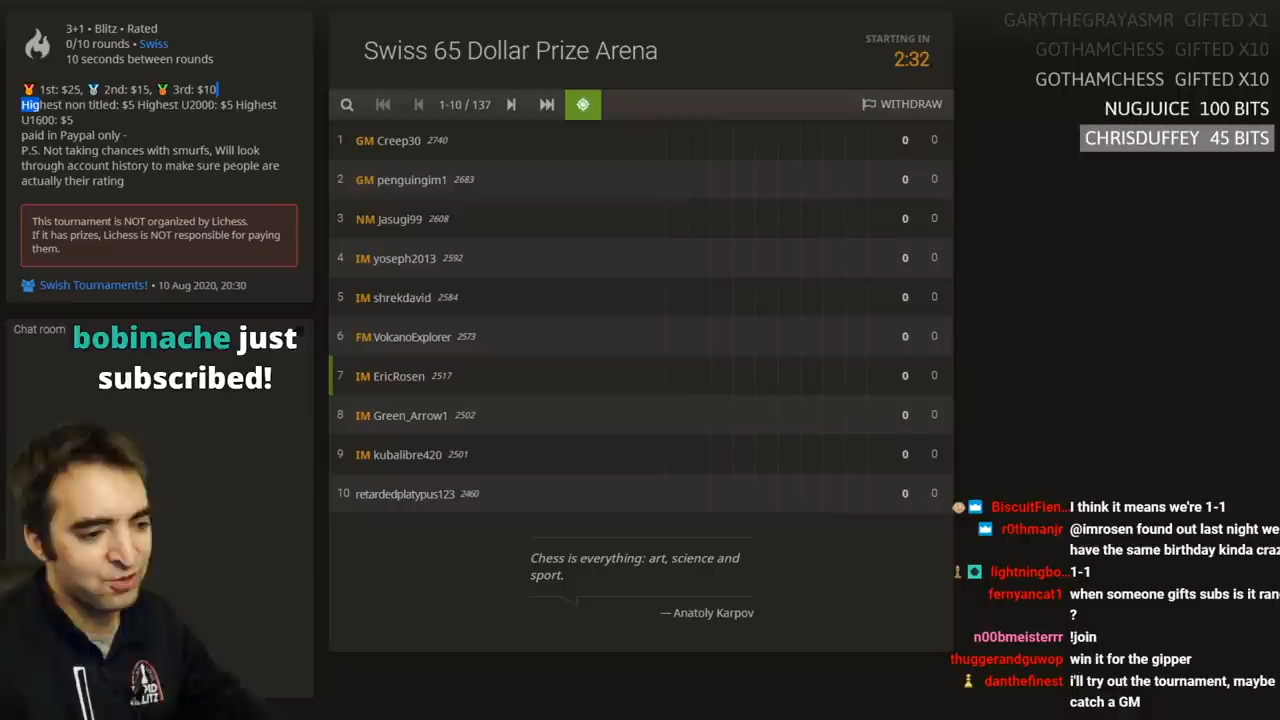 3+1 • Blitz • Rated
0/10 rounds • Swiss
10 seconds between rounds
🥇 1st: $25, 🥈 2nd: $15, 🥉 3rd: $10
Highest non titled: $5 Highest U2000: $5 Highest
U1600: $5
paid in Paypal only -
P.S. Not taking chances with smurfs, Will look
through account history to make sure people are
actually their rating
This tournament is NOT organized by Lichess.
If it has prizes, Lichess is NOT responsible for paying
them.
Swish Tournaments! • 10 Aug 2020, 20:30
Chat room
bobinache just
subscribed!
Swiss 65 Dollar Prize Arena
STARTING IN
2:32
1-10 / 137
WITHDRAW
1 GM Creep30 2740 0 0
2 GM penguingim1 2683 0 0
3 NM Jasugi99 2608 0 0
4 IM yoseph2013 2592 0 0
5 IM shrekdavid 2584 0 0
6 FM VolcanoExplorer 2573 0 0
7 IM EricRosen 2517 0 0
8 IM Green_Arrow1 2502 0 0
9 IM kubalibre420 2501 0 0
10 retardedplatypus123 2460 0 0
Chess is everything: art, science and
sport.
— Anatoly Karpov
GARYTHEGRAYASMR GIFTED X1
GOTHAMCHESS GIFTED X10
GOTHAMCHESS GIFTED X10
NUGJUICE 100 BITS
CHRISDUFFEY 45 BITS
BiscuitFien... I think it means we're 1-1
r0thmanjr @imrosen found out last night we
have the same birthday kinda craz
lightningbo... 1-1
fernyancat1 when someone gifts subs is it ran
?
n00bmeisterrr !join
thuggerandguwop win it for the gipper
danthefinest i'll try out the tournament, maybe
catch a GM